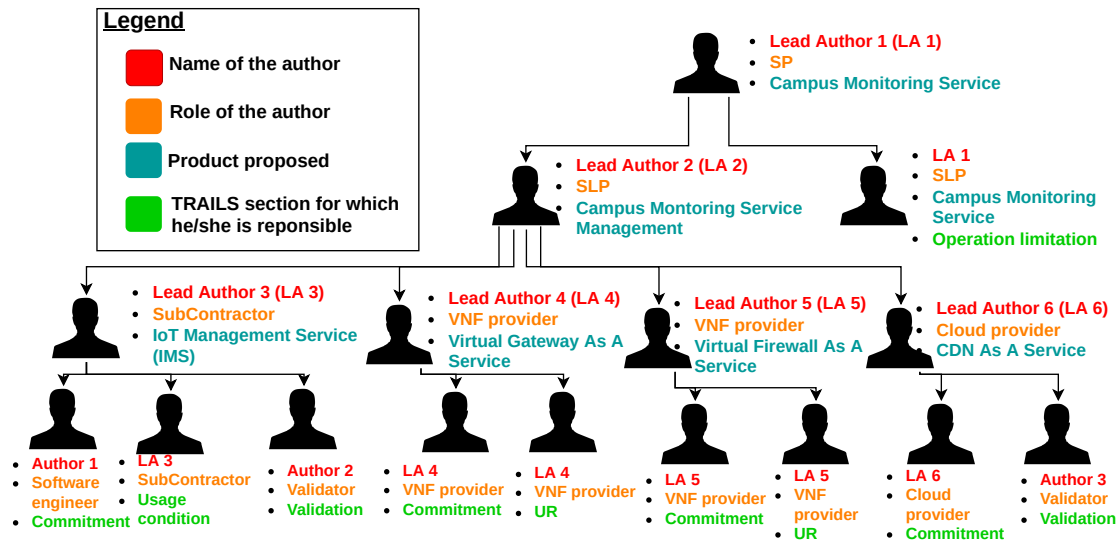 Legend
Name of the author
Role of the author
Product proposed
TRAILS section for which
he/she is reponsible
• Lead Author 1 (LA 1)
• SP
• Campus Monitoring Service
• Lead Author 2 (LA 2)
• SLP
• Campus Montoring Service
Management
• LA 1
• SLP
• Campus Monitoring
Service
• Operation limitation
• Lead Author 3 (LA 3)
• SubContractor
• IoT Management Service
(IMS)
• Lead Author 4 (LA 4)
• VNF provider
• Virtual Gateway As A
Service
• Lead Author 5 (LA 5)
• VNF provider
• Virtual Firewall As A
Service
• Lead Author 6 (LA 6)
• Cloud provider
• CDN As A Service
• Author 1
• Software
engineer
• Commitment
• LA 3
• SubContractor
• Usage
condition
• Author 2
• Validator
• Validation
• LA 4
• VNF provider
• Commitment
• LA 4
• VNF provider
• UR
• LA 5
• VNF provider
• Commitment
• LA 5
• VNF
provider
• UR
• LA 6
• Cloud
provider
• Commitment
• Author 3
• Validator
• Validation